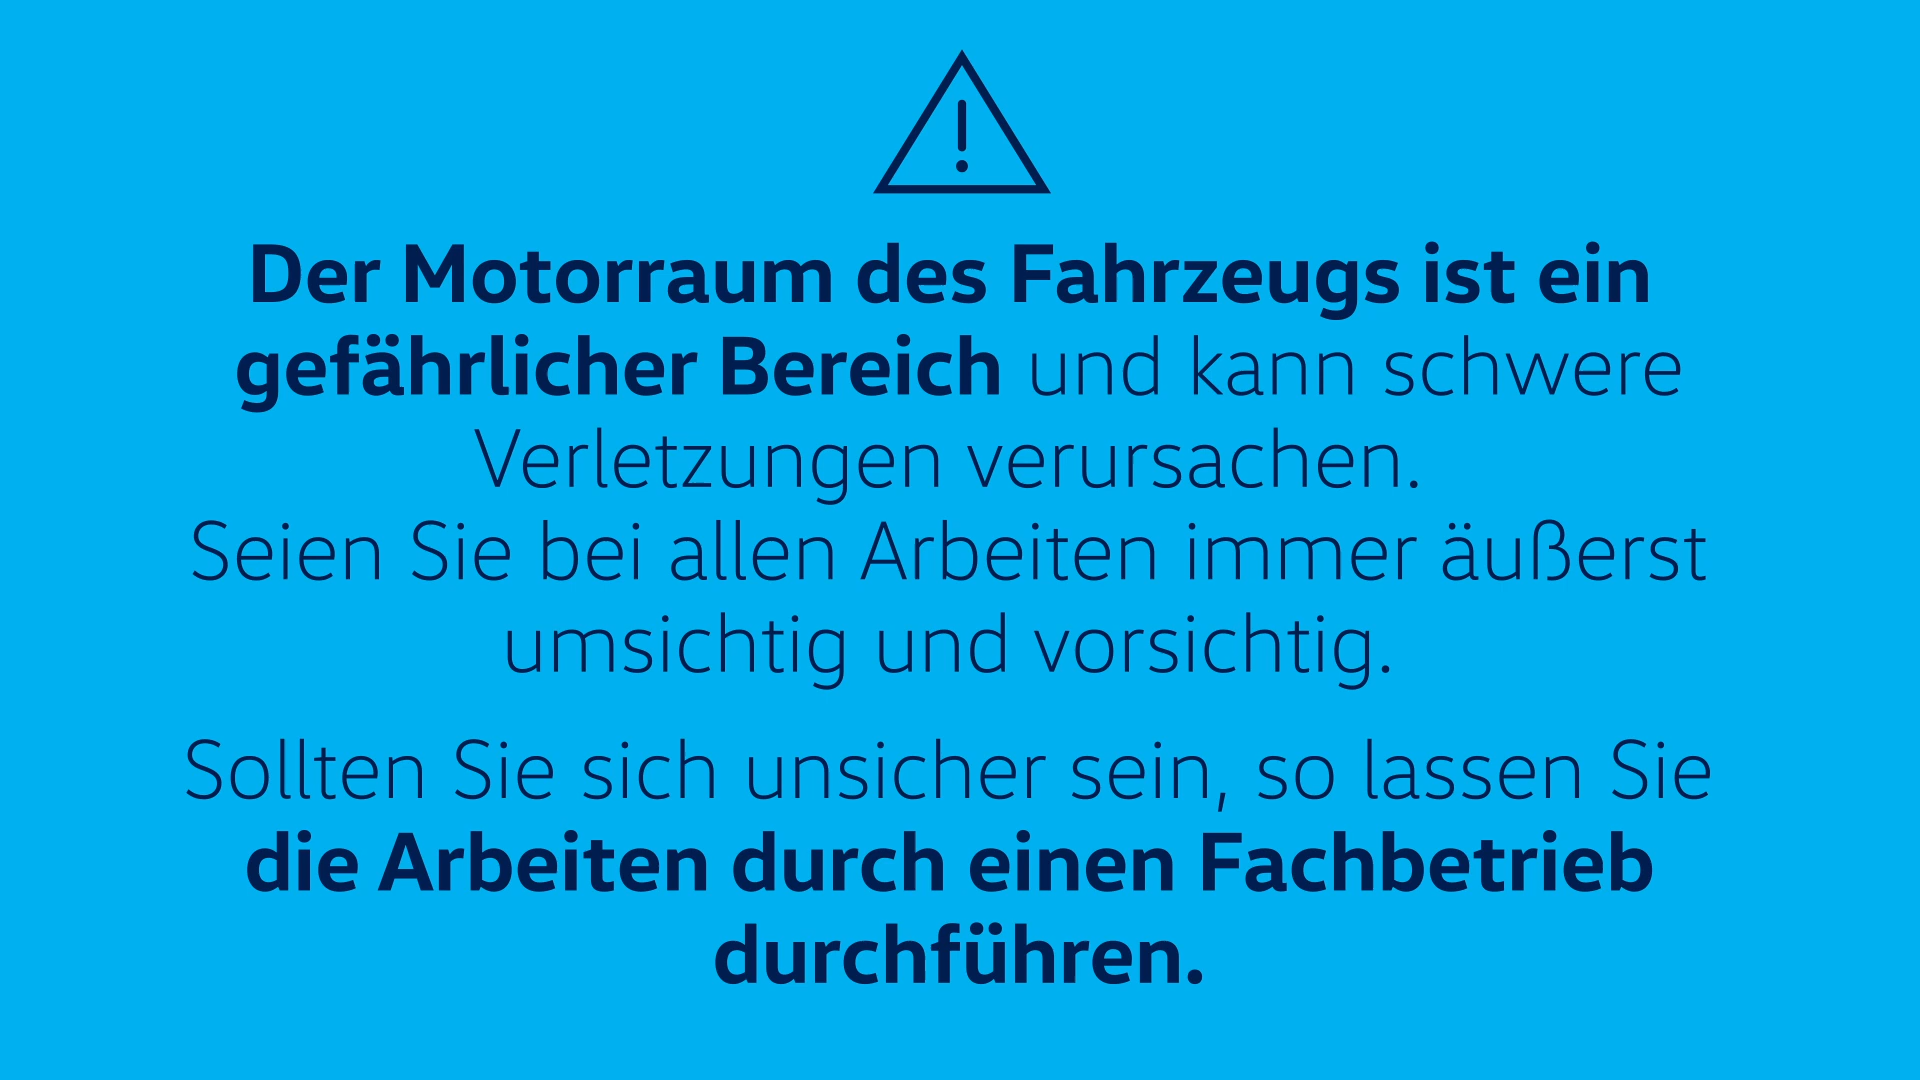 Der Motorraum des Fahrzeugs ist ein
gefährlicher Bereich und kann schwere
Verletzungen verursachen.
Seien Sie bei allen Arbeiten immer äußerst
umsichtig und vorsichtig.
Sollten Sie sich unsicher sein, so lassen Sie
die Arbeiten durch einen Fachbetrieb
durchführen.